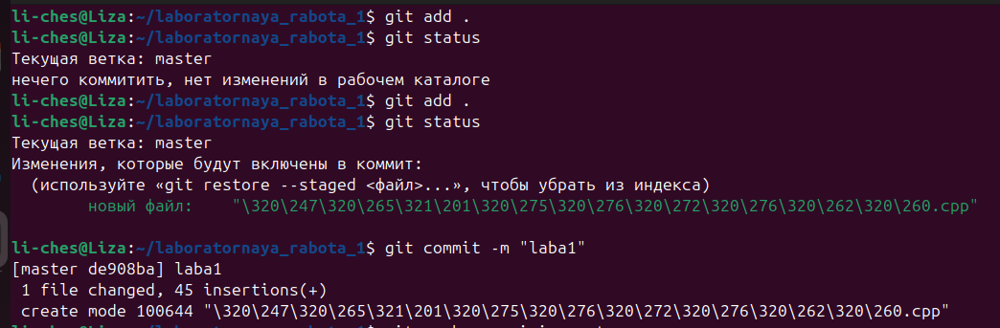 li-ches@Liza:~/laboratornaya_rabota_1$ git add .
li-ches@Liza:~/laboratornaya_rabota_1$ git status
Текущая ветка: master
нечего коммитить, нет изменений в рабочем каталоге
li-ches@Liza:~/laboratornaya_rabota_1$ git add .
li-ches@Liza:~/laboratornaya_rabota_1$ git status
Текущая ветка: master
Изменения, которые будут включены в коммит:
  (используйте «git restore --staged <файл>...», чтобы убрать из индекса)
        новый файл:    "\320\247\320\265\321\201\320\275\320\276\320\272\320\276\320\262\320\260.cpp"
li-ches@Liza:~/laboratornaya_rabota_1$ git commit -m "laba1"
[master de908ba] laba1
 1 file changed, 45 insertions(+)
 create mode 100644 "\320\247\320\265\321\201\320\275\320\276\320\272\320\276\320\262\320\260.cpp"